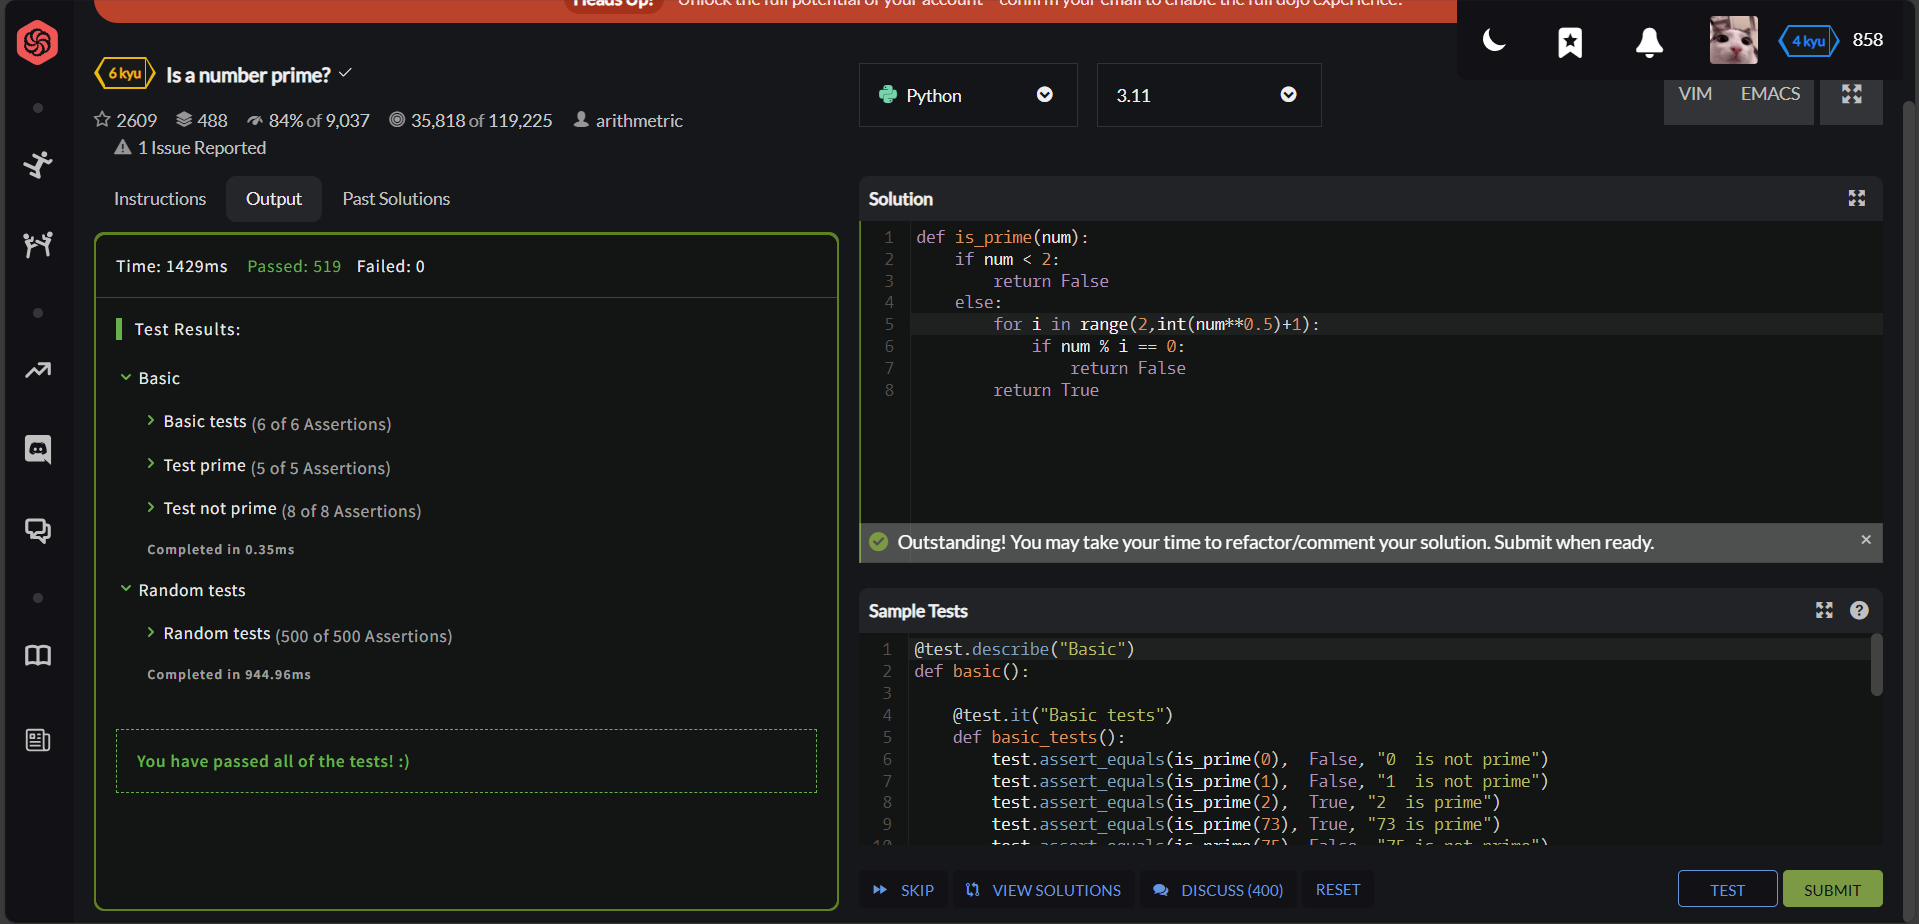 Heads Up! Unlock the full potential of your account - confirm your email to enable the full dojo experience.
4 kyu 858
6 kyu Is a number prime?
2609 488 84% of 9,037 35,818 of 119,225 arithmetric
1 Issue Reported
Python 3.11
VIM EMACS
Instructions Output Past Solutions
Time: 1429ms Passed: 519 Failed: 0
Test Results:
Basic
Basic tests (6 of 6 Assertions)
Test prime (5 of 5 Assertions)
Test not prime (8 of 8 Assertions)
Completed in 0.35ms
Random tests
Random tests (500 of 500 Assertions)
Completed in 944.96ms
You have passed all of the tests! :)
Solution
1 def is_prime(num):
2 if num < 2:
3 return False
4 else:
5 for i in range(2,int(num**0.5)+1):
6 if num % i == 0:
7 return False
8 return True
Outstanding! You may take your time to refactor/comment your solution. Submit when ready.
Sample Tests ?
1 @test.describe("Basic")
2 def basic():
3
4 @test.it("Basic tests")
5 def basic_tests():
6 test.assert_equals(is_prime(0), False, "0 is not prime")
7 test.assert_equals(is_prime(1), False, "1 is not prime")
8 test.assert_equals(is_prime(2), True, "2 is prime")
9 test.assert_equals(is_prime(73), True, "73 is prime")
10 test.assert_equals(is_prime(75), False, "75 is not prime")
SKIP VIEW SOLUTIONS DISCUSS (400) RESET TEST SUBMIT